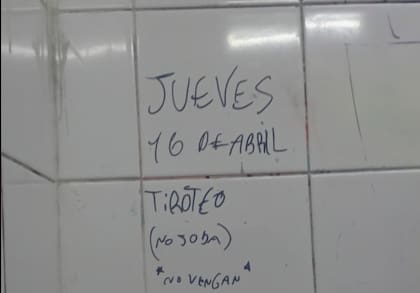 JUEVES
16 DE ABRIL
TIROTEO
(NO JODA)
"NO VENGAN"